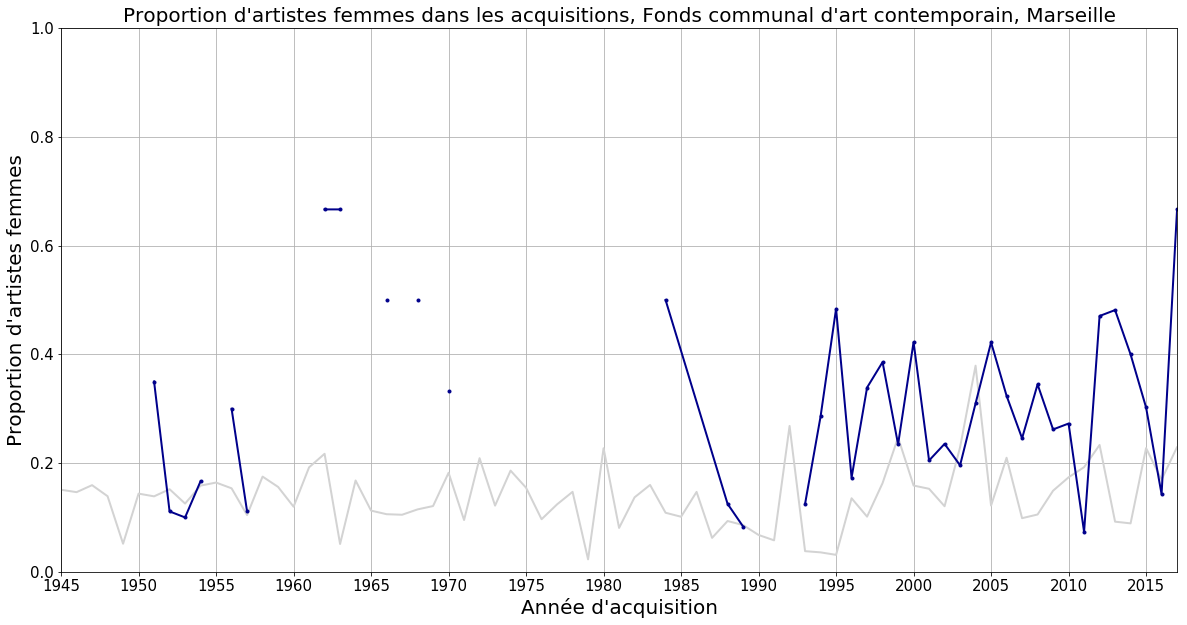 Proportion d'artistes femmes dans les acquisitions, Fonds communal d'art contemporain, Marseille
Proportion d'artistes femmes
1.0
0.8
0.6
0.4
0.2
0.0
1945 1950 1955 1960 1965 1970 1975 1980 1985 1990 1995 2000 2005 2010 2015
Année d'acquisition